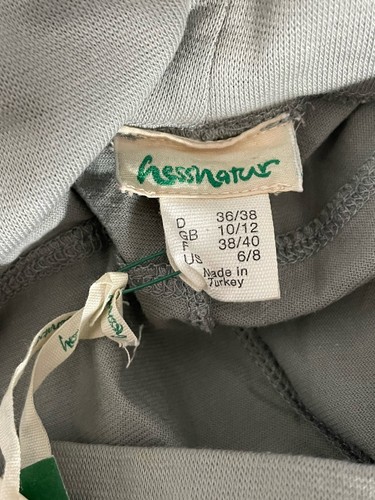 hessnatur
D 36/38
GB 10/12
F 38/40
US 6/8
Made in
Turkey